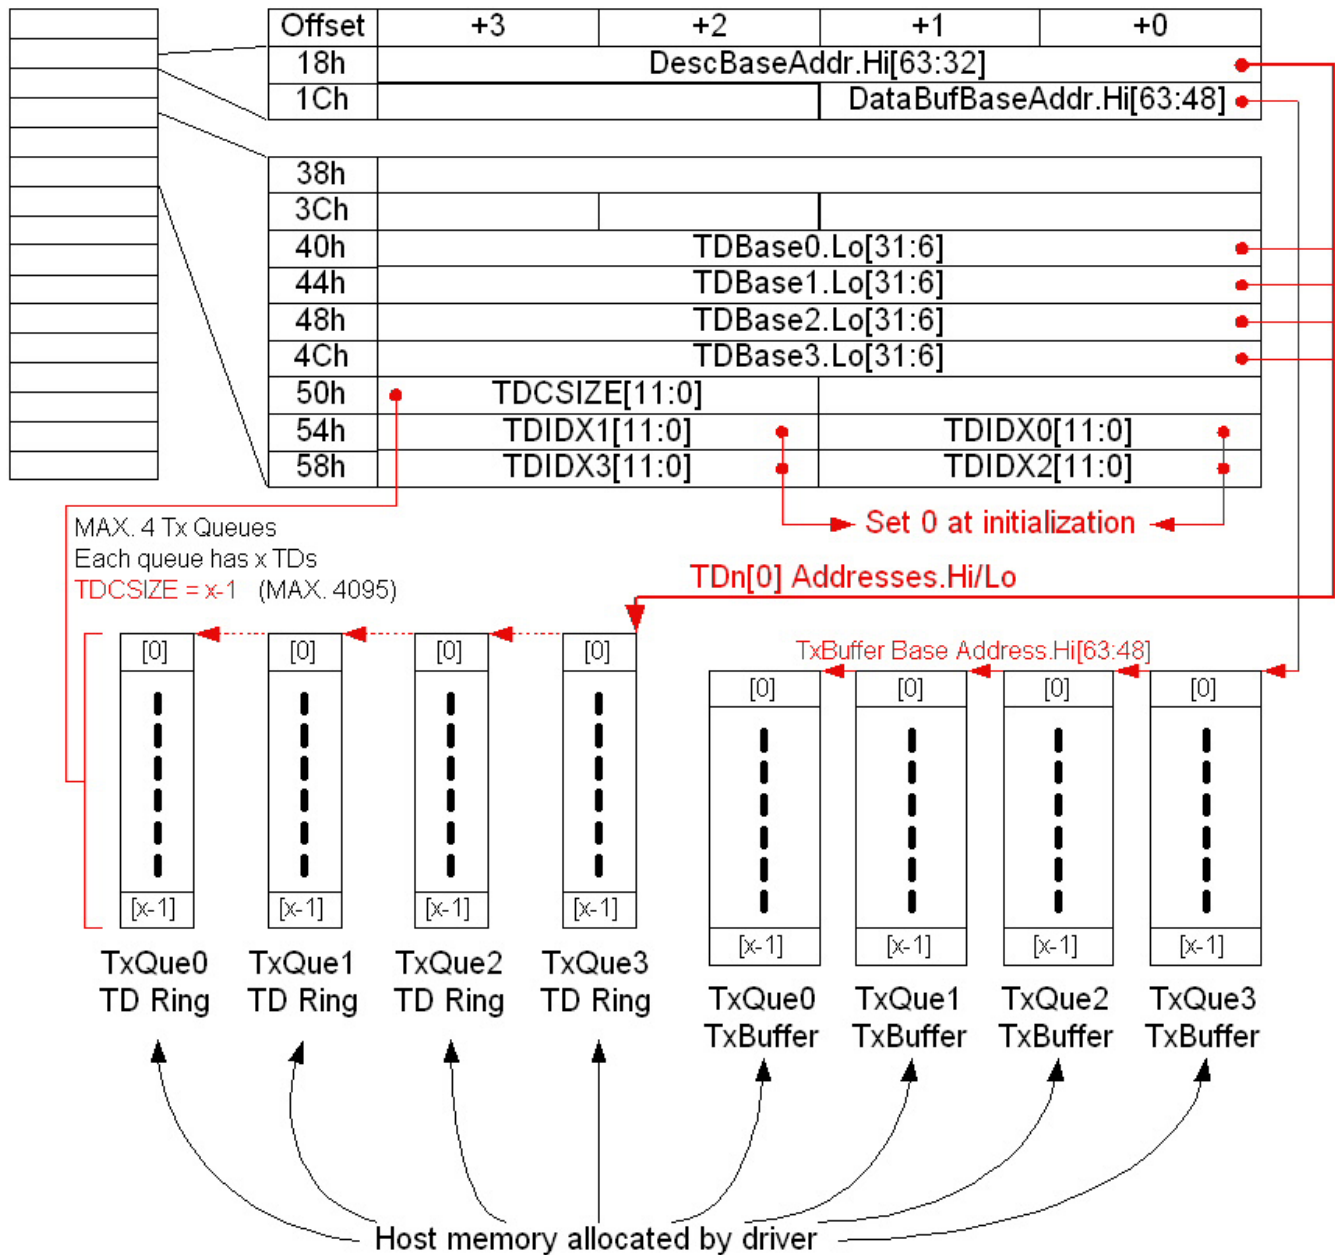 Offset +3 +2 +1 +0
18h DescBaseAddr.Hi[63:32]
1Ch DataBufBaseAddr.Hi[63:48]
38h
3Ch
40h TDBase0.Lo[31:6]
44h TDBase1.Lo[31:6]
48h TDBase2.Lo[31:6]
4Ch TDBase3.Lo[31:6]
50h TDCSIZE[11:0]
54h TDIDX1[11:0] TDIDX0[11:0]
58h TDIDX3[11:0] TDIDX2[11:0]
Set 0 at initialization
MAX. 4 Tx Queues
Each queue has x TDs
TDCSIZE = x-1 (MAX. 4095)
TDn[0] Addresses.Hi/Lo
TxBuffer Base Address.Hi[63:48]
[0] [0] [0] [0]
[0] [0] [0] [0]
[x-1] [x-1] [x-1] [x-1]
[x-1] [x-1] [x-1] [x-1]
TxQue0 TxQue1 TxQue2 TxQue3
TD Ring TD Ring TD Ring TD Ring
TxQue0 TxQue1 TxQue2 TxQue3
TxBuffer TxBuffer TxBuffer TxBuffer
Host memory allocated by driver